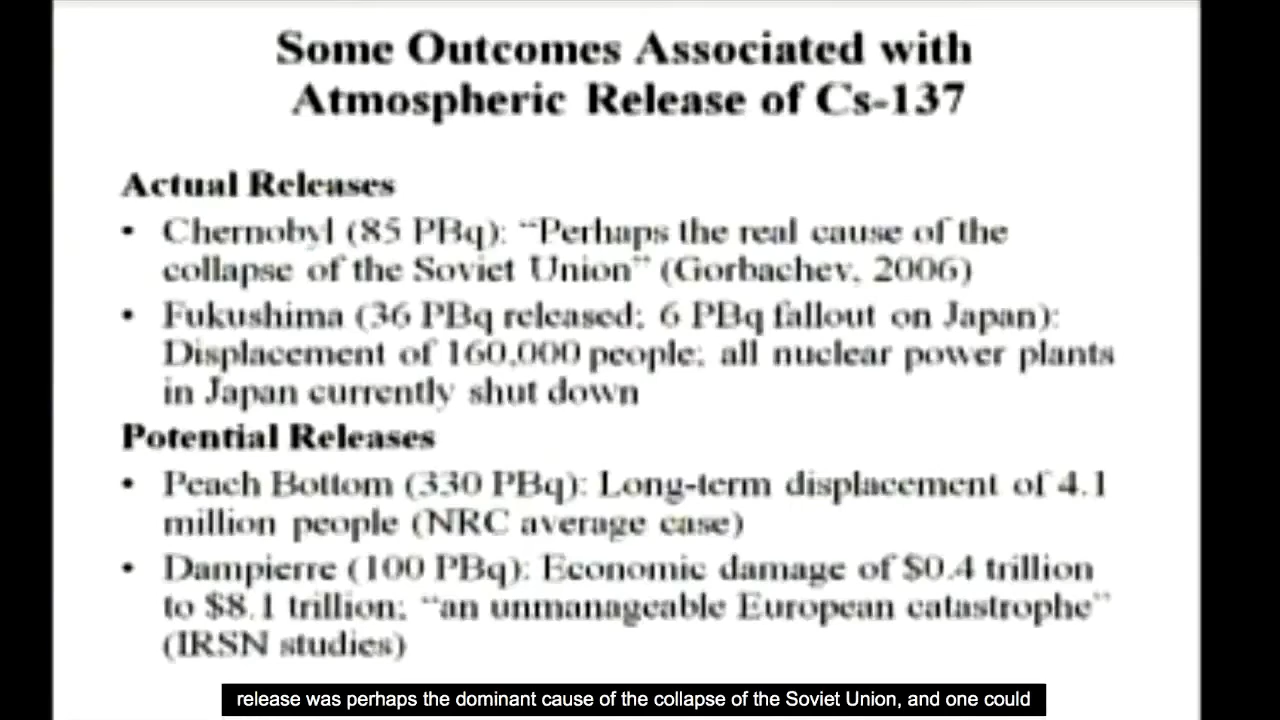 Some Outcomes Associated with
Atmospheric Release of Cs-137
Actual Releases
• Chernobyl (85 PBq): “Perhaps the real cause of the
collapse of the Soviet Union” (Gorbachev, 2006)
• Fukushima (36 PBq released; 6 PBq fallout on Japan):
Displacement of 160,000 people; all nuclear power plants
in Japan currently shut down
Potential Releases
• Peach Bottom (330 PBq): Long-term displacement of 4.1
million people (NRC average case)
• Dampierre (100 PBq): Economic damage of $0.4 trillion
to $8.1 trillion; “an unmanageable European catastrophe”
(IRSN studies)
release was perhaps the dominant cause of the collapse of the Soviet Union, and one could